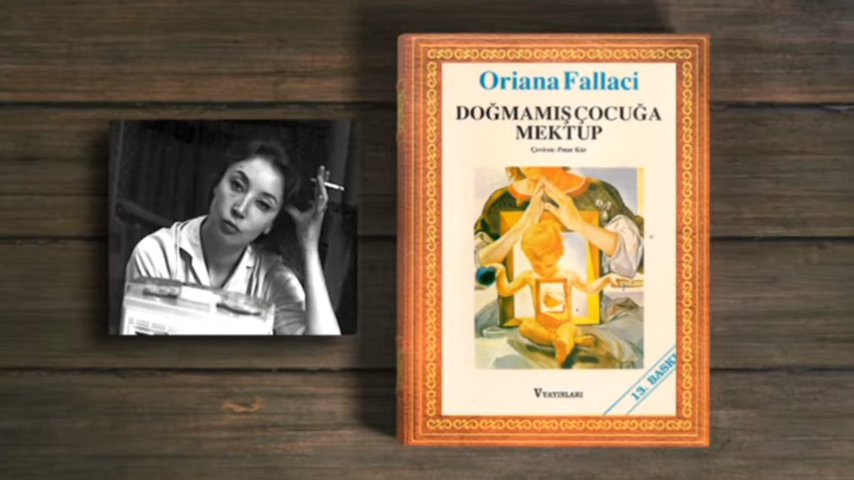 Oriana Fallaci
DOĞMAMIŞ ÇOCUĞA
MEKTUP
Çeviren: Pınar Kür
13. BASKI
V YAYINLARI